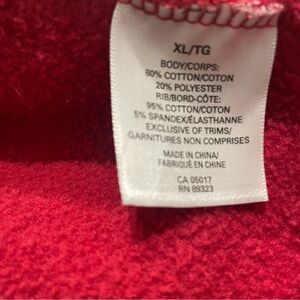 XL/TG
BODY/CORPS:
80% COTTON/COTON
20% POLYESTER
RIB/BORD-CÔTE:
95% COTTON/COTON
5% SPANDEX/ÉLASTHANNE
EXCLUSIVE OF TRIMS/
GARNITURES NON COMPRISES
MADE IN CHINA/
FABRIQUÉ EN CHINE
CA 05017
RN 89323